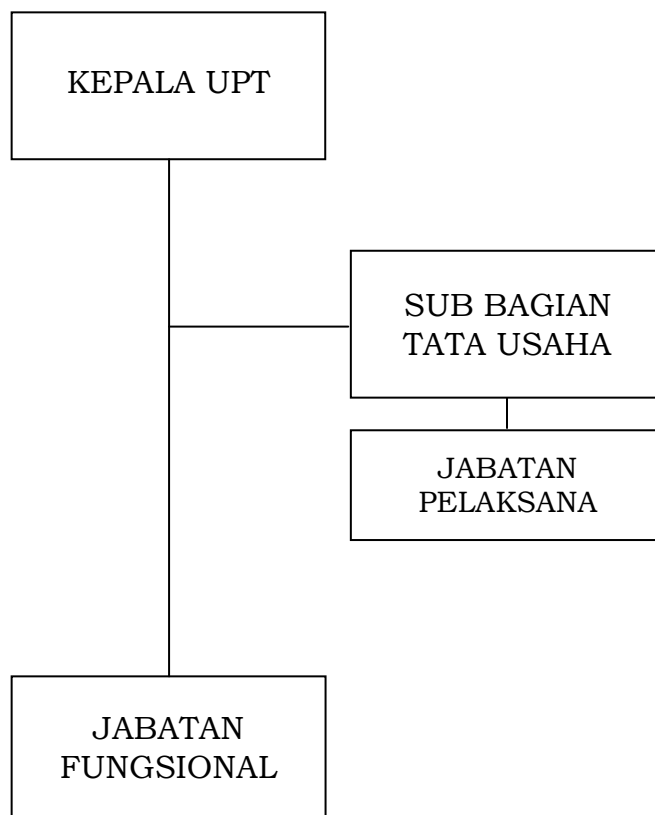 KEPALA UPT
SUB BAGIAN
TATA USAHA
JABATAN
PELAKSANA
JABATAN
FUNGSIONAL